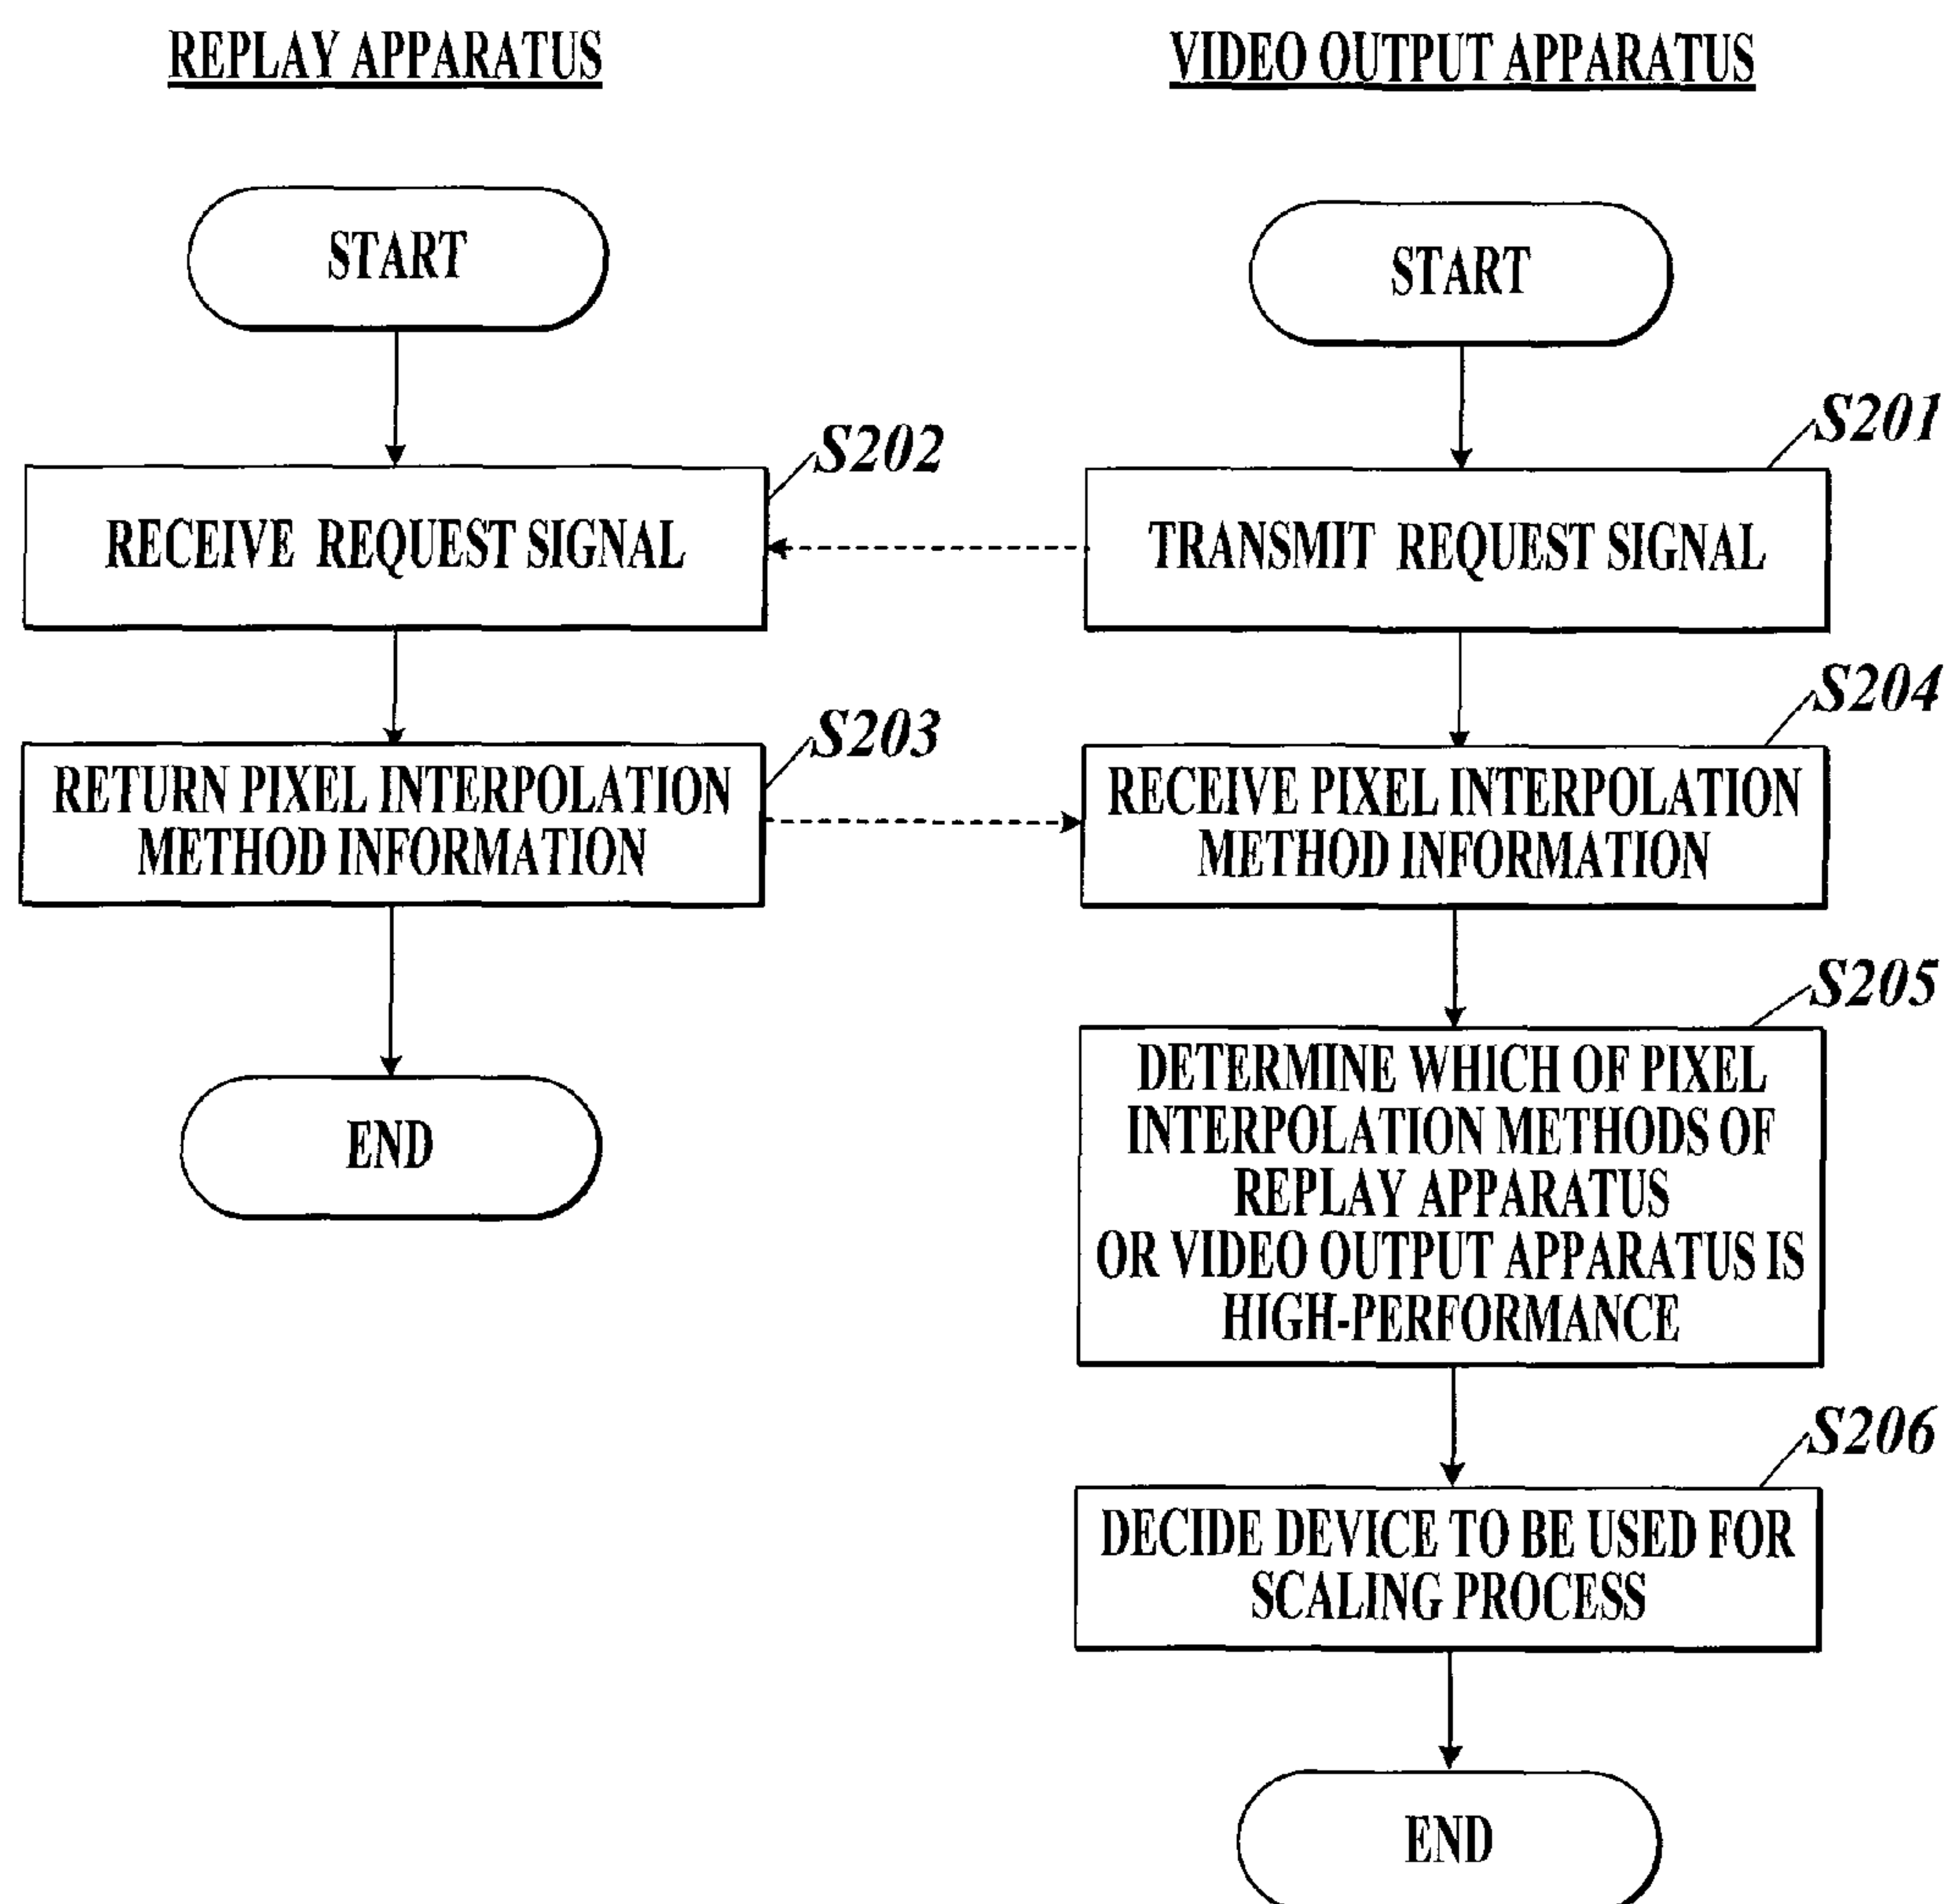 REPLAY APPARATUS
VIDEO OUTPUT APPARATUS
START
START
S201
S202
RECEIVE REQUEST SIGNAL
TRANSMIT REQUEST SIGNAL
S204
S203
RETURN PIXEL INTERPOLATION
METHOD INFORMATION
RECEIVE PIXEL INTERPOLATION
METHOD INFORMATION
S205
DETERMINE WHICH OF PIXEL
INTERPOLATION METHODS OF
REPLAY APPARATUS
OR VIDEO OUTPUT APPARATUS IS
HIGH-PERFORMANCE
END
S206
DECIDE DEVICE TO BE USED FOR
SCALING PROCESS
END